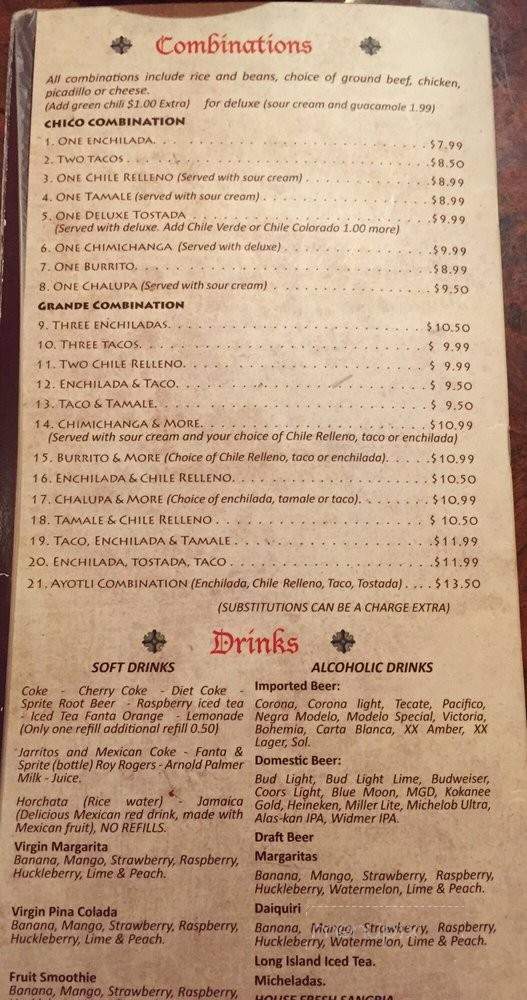 Combinations
All combinations include rice and beans, choice of ground beef, chicken,
picadillo or cheese.
(Add green chili $1.00 Extra) for deluxe (sour cream and guacamole 1.99)
CHICO COMBINATION
1. ONE ENCHILADA. . . . . . . . . . . . . . . . . . . . . . . . . . $7.99
2. TWO TACOS . . . . . . . . . . . . . . . . . . . . . . . . . . . . $8.50
3. ONE CHILE RELLENO (Served with sour cream) . . . . . . . . . . . $8.99
4. ONE TAMALE (served with sour cream) . . . . . . . . . . . . . . . $8.99
5. ONE DELUXE TOSTADA . . . . . . . . . . . . . . . . . . . . . . . $9.99
(Served with deluxe. Add Chile Verde or Chile Colorado 1.00 more)
6. ONE CHIMICHANGA (Served with deluxe) . . . . . . . . . . . . . . $9.99
7. ONE BURRITO. . . . . . . . . . . . . . . . . . . . . . . . . . . $8.99
8. ONE CHALUPA (Served with sour cream) . . . . . . . . . . . . . . $9.50
GRANDE COMBINATION
9. THREE ENCHILADAS. . . . . . . . . . . . . . . . . . . . . . . . $10.50
10. THREE TACOS. . . . . . . . . . . . . . . . . . . . . . . . . . $ 9.99
11. TWO CHILE RELLENO. . . . . . . . . . . . . . . . . . . . . . . $ 9.99
12. ENCHILADA & TACO. . . . . . . . . . . . . . . . . . . . . . . . $ 9.50
13. TACO & TAMALE. . . . . . . . . . . . . . . . . . . . . . . . . $ 9.50
14. CHIMICHANGA & MORE. . . . . . . . . . . . . . . . . . . . . . . $10.99
(Served with sour cream and your choice of Chile Relleno, taco or enchilada)
15. BURRITO & MORE (Choice of Chile Relleno, taco or enchilada). . . . . $10.99
16. ENCHILADA & CHILE RELLENO. . . . . . . . . . . . . . . . . . . $10.50
17. CHALUPA & MORE (Choice of enchilada, tamale or taco). . . . . . . $10.99
18. TAMALE & CHILE RELLENO . . . . . . . . . . . . . . . . . . . . $ 10.50
19. TACO, ENCHILADA & TAMALE . . . . . . . . . . . . . . . . . . . $11.99
20. ENCHILADA, TOSTADA, TACO . . . . . . . . . . . . . . . . . . . $11.99
21. AYOTLI COMBINATION (Enchilada, Chile Relleno, Taco, Tostada) . . . . $13.50
(SUBSTITUTIONS CAN BE A CHARGE EXTRA)
Drinks
SOFT DRINKS
Coke - Cherry Coke - Diet Coke -
Sprite Root Beer - Raspberry iced tea
- Iced Tea Fanta Orange - Lemonade
(Only one refill additional refill 0.50)
Jarritos and Mexican Coke - Fanta &
Sprite (bottle) Roy Rogers - Arnold Palmer
Milk - Juice.
Horchata (Rice water) - Jamaica
(Delicious Mexican red drink, made with
Mexican fruit), NO REFILLS.
Virgin Margarita
Banana, Mango, Strawberry, Raspberry,
Huckleberry, Lime & Peach.
Virgin Pina Colada
Banana, Mango, Strawberry, Raspberry,
Huckleberry, Lime & Peach.
Fruit Smoothie
Banana, Mango, Strawberry, Raspberry,
ALCOHOLIC DRINKS
Imported Beer:
Corona, Corona light, Tecate, Pacifico,
Negra Modelo, Modelo Special, Victoria,
Bohemia, Carta Blanca, XX Amber, XX
Lager, Sol.
Domestic Beer:
Bud Light, Bud Light Lime, Budweiser,
Coors Light, Blue Moon, MGD, Kokanee
Gold, Heineken, Miller Lite, Michelob Ultra,
Alas-kan IPA, Widmer IPA.
Draft Beer
Margaritas
Banana, Mango, Strawberry, Raspberry,
Huckleberry, Watermelon, Lime & Peach.
Daiquiri
Banana, Mango, Strawberry, Raspberry,
Huckleberry, Watermelon, Lime & Peach.
Long Island Iced Tea.
Micheladas.
HOUSE FRESH SANGRIA